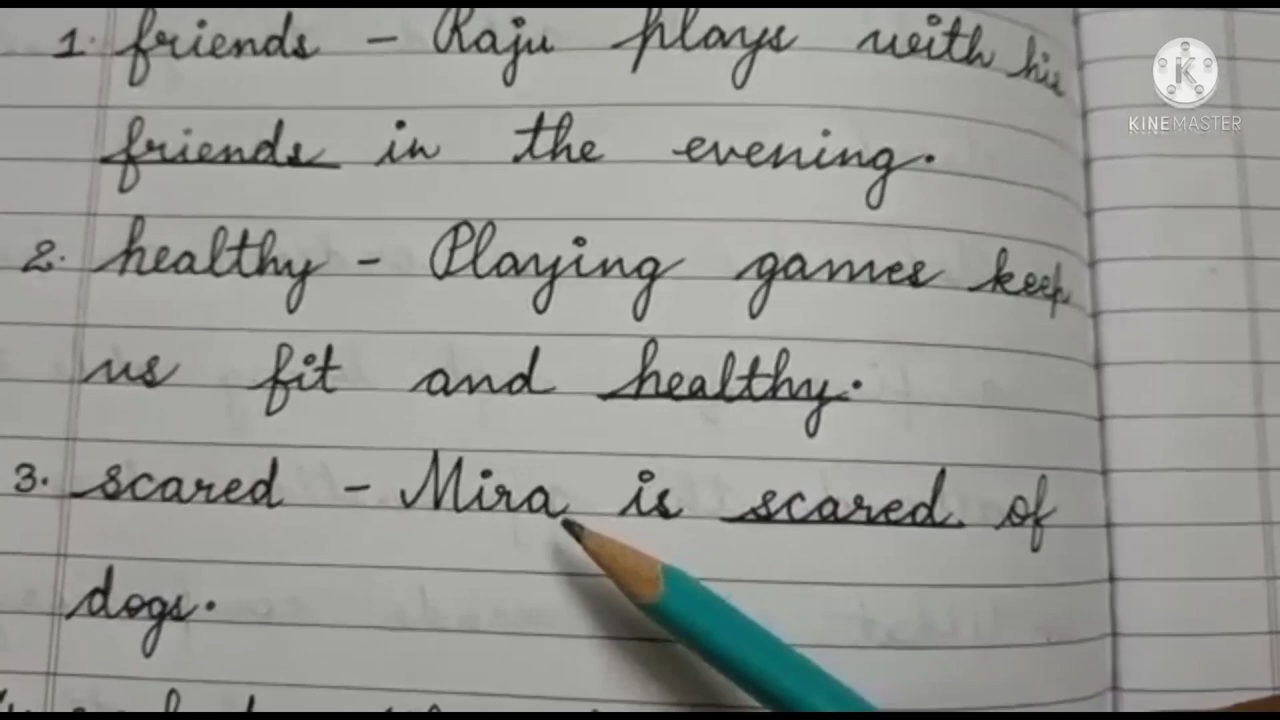 1. friends - Raju plays with his
friends in the evening.
2. healthy - Playing games keep
us fit and healthy.
3. scared - Mira is scared of
dogs.
K
KINEMASTER